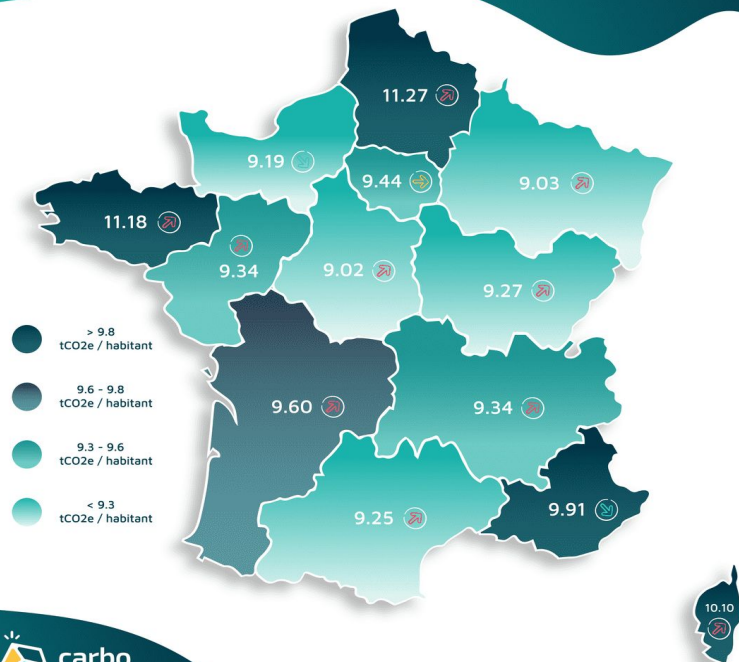 11.27
9.19
9.44
9.03
11.18
9.34
9.02
9.27
> 9.8
tCO2e / habitant
9.6 - 9.8
tCO2e / habitant
9.3 - 9.6
tCO2e / habitant
< 9.3
tCO2e / habitant
9.60
9.34
9.25
9.91
10.10
carbo